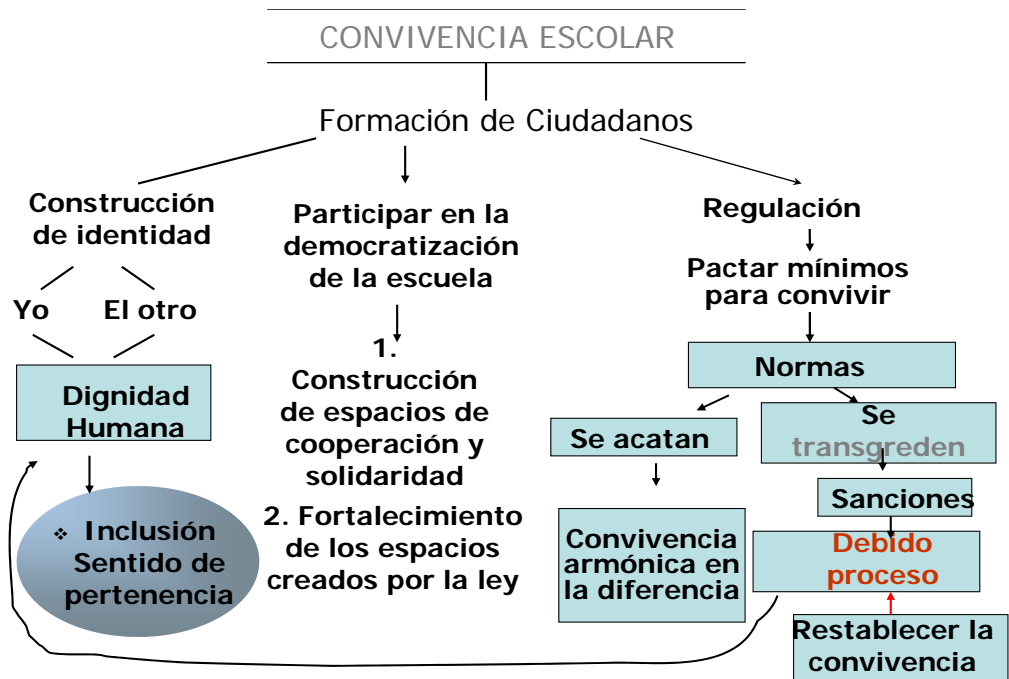 CONVIVENCIA ESCOLAR
Formación de Ciudadanos
Construcción
de identidad
Yo
El otro
Dignidad
Humana
❖ Inclusión
Sentido de
pertenencia
Participar en la
democratización
de la escuela
1.
Construcción
de espacios de
cooperación y
solidaridad
2. Fortalecimiento
de los espacios
creados por la ley
Regulación
Pactar mínimos
para convivir
Normas
Se acatan
Convivencia
armónica en
la diferencia
Se
transgreden
Sanciones
Debido
proceso
Restablecer la
convivencia